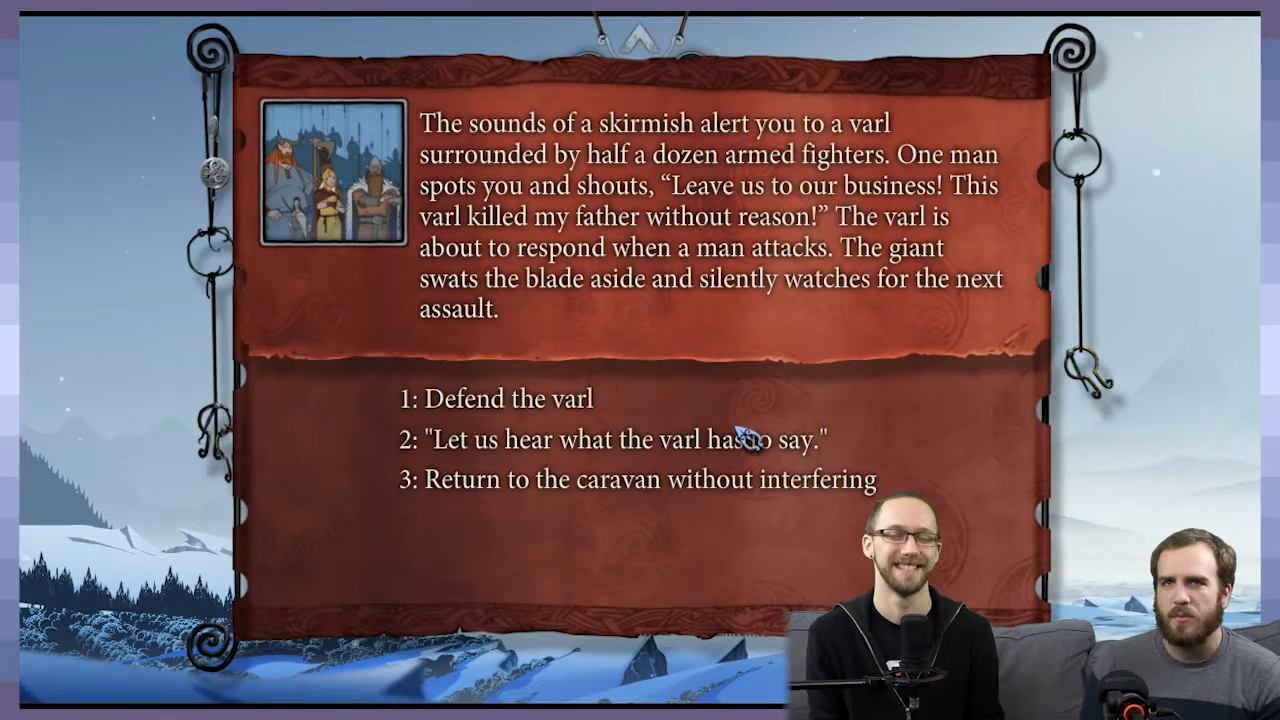 The sounds of a skirmish alert you to a varl
surrounded by half a dozen armed fighters. One man
spots you and shouts, “Leave us to our business! This
varl killed my father without reason!” The varl is
about to respond when a man attacks. The giant
swats the blade aside and silently watches for the next
assault.
1: Defend the varl
2: "Let us hear what the varl has to say."
3: Return to the caravan without interfering